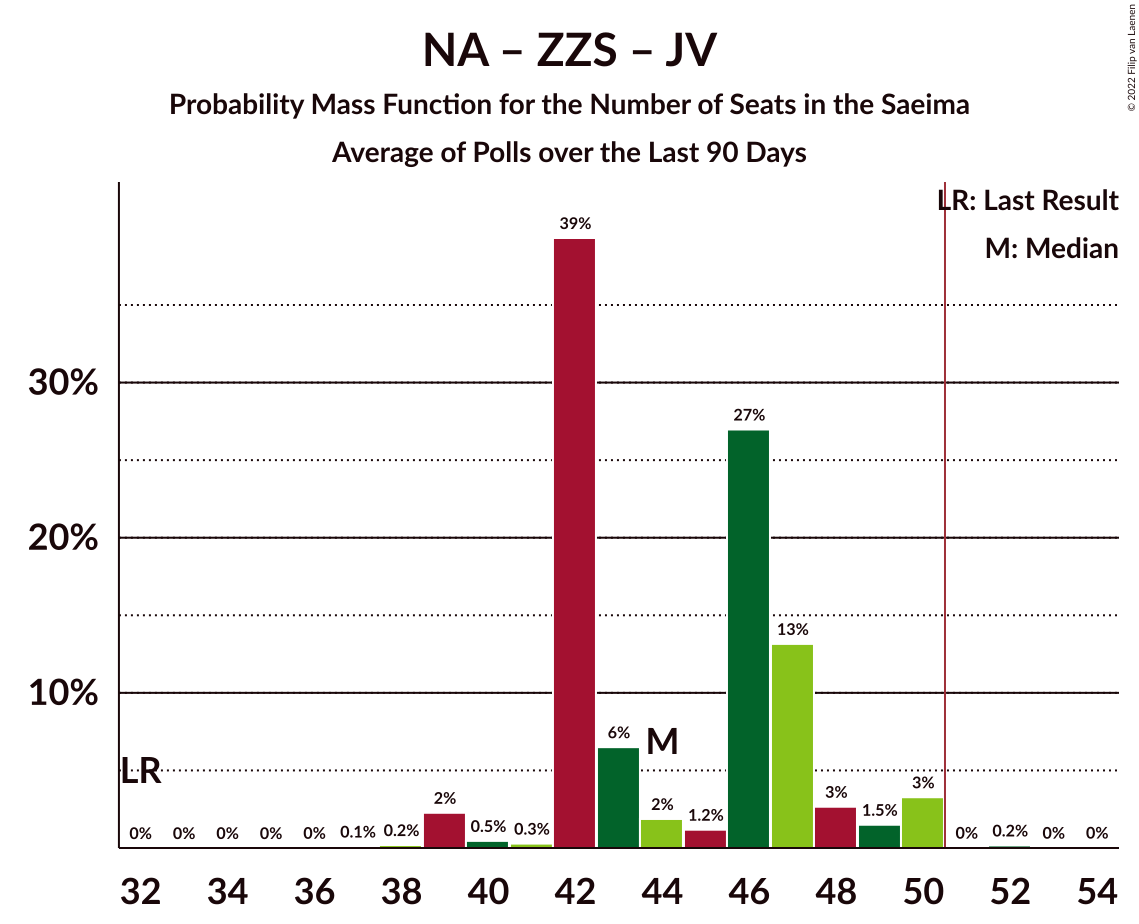 NA – ZZS – JV
Probability Mass Function for the Number of Seats in the Saeima
Average of Polls over the Last 90 Days
© 2022 Filip van Laenen
LR: Last Result
M: Median
39%
30%
27%
20%
13%
10%
6%
M
LR
0% 0% 0% 0% 0% 0.1% 0.2% 2% 0.5% 0.3% 2% 1.2% 3% 1.5% 3% 0% 0.2% 0% 0%
32 34 36 38 40 42 44 46 48 50 52 54